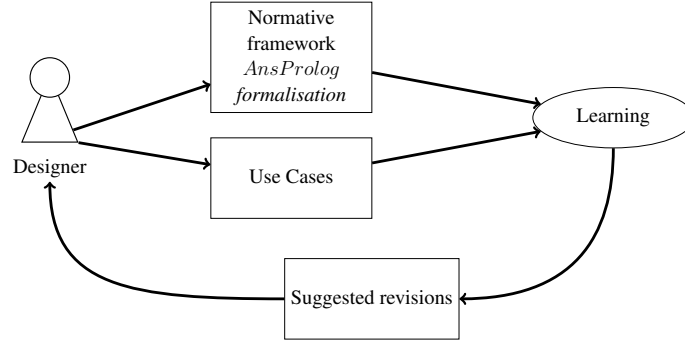 Normative
framework
AnsProlog
formalisation
Learning
Designer
Use Cases
Suggested revisions